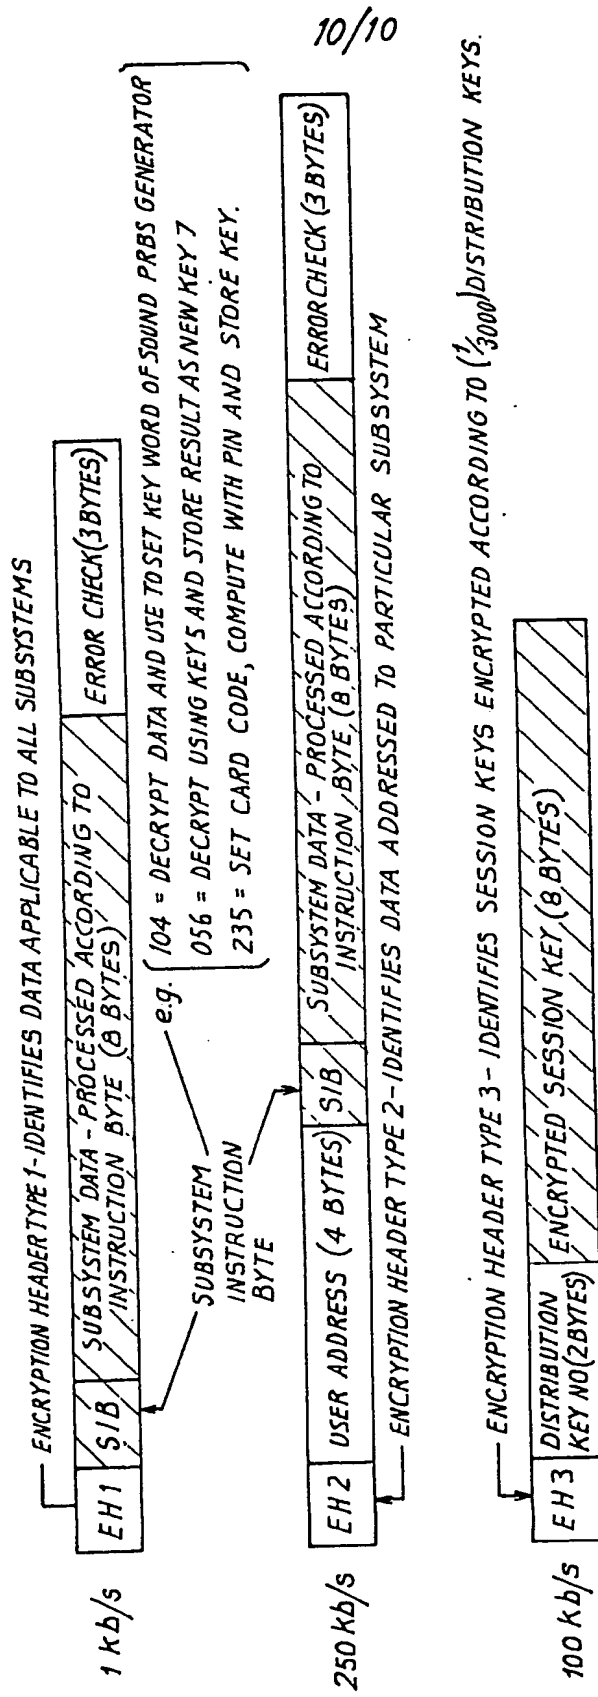 10/10
ENCRYPTION HEADER TYPE 1-IDENTIFIES DATA APPLICABLE TO ALL SUBSYSTEMS
1 kb/s
EH1
SIB
SUBSYSTEM DATA - PROCESSED ACCORDING TO
INSTRUCTION BYTE (8 BYTES)
ERROR CHECK (3 BYTES)
SUBSYSTEM
INSTRUCTION
BYTE
e.g.
104 = DECRYPT DATA AND USE TO SET KEY WORD OF SOUND PRBS GENERATOR
056 = DECRYPT USING KEY 5 AND STORE RESULT AS NEW KEY 7
235 = SET CARD CODE, COMPUTE WITH PIN AND STORE KEY.
250 kb/s
EH2
USER ADDRESS (4 BYTES)
SIB
SUBSYSTEM DATA - PROCESSED ACCORDING TO
INSTRUCTION BYTE, (8 BYTES)
ERROR CHECK (3 BYTES)
ENCRYPTION HEADER TYPE 2-IDENTIFIES DATA ADDRESSED TO PARTICULAR SUBSYSTEM
ENCRYPTION HEADER TYPE 3 - IDENTIFIES SESSION KEYS ENCRYPTED ACCORDING TO (1/3000) DISTRIBUTION KEYS.
100 kb/s
EH3
DISTRIBUTION
KEY NO (2 BYTES)
ENCRYPTED SESSION KEY (8 BYTES)